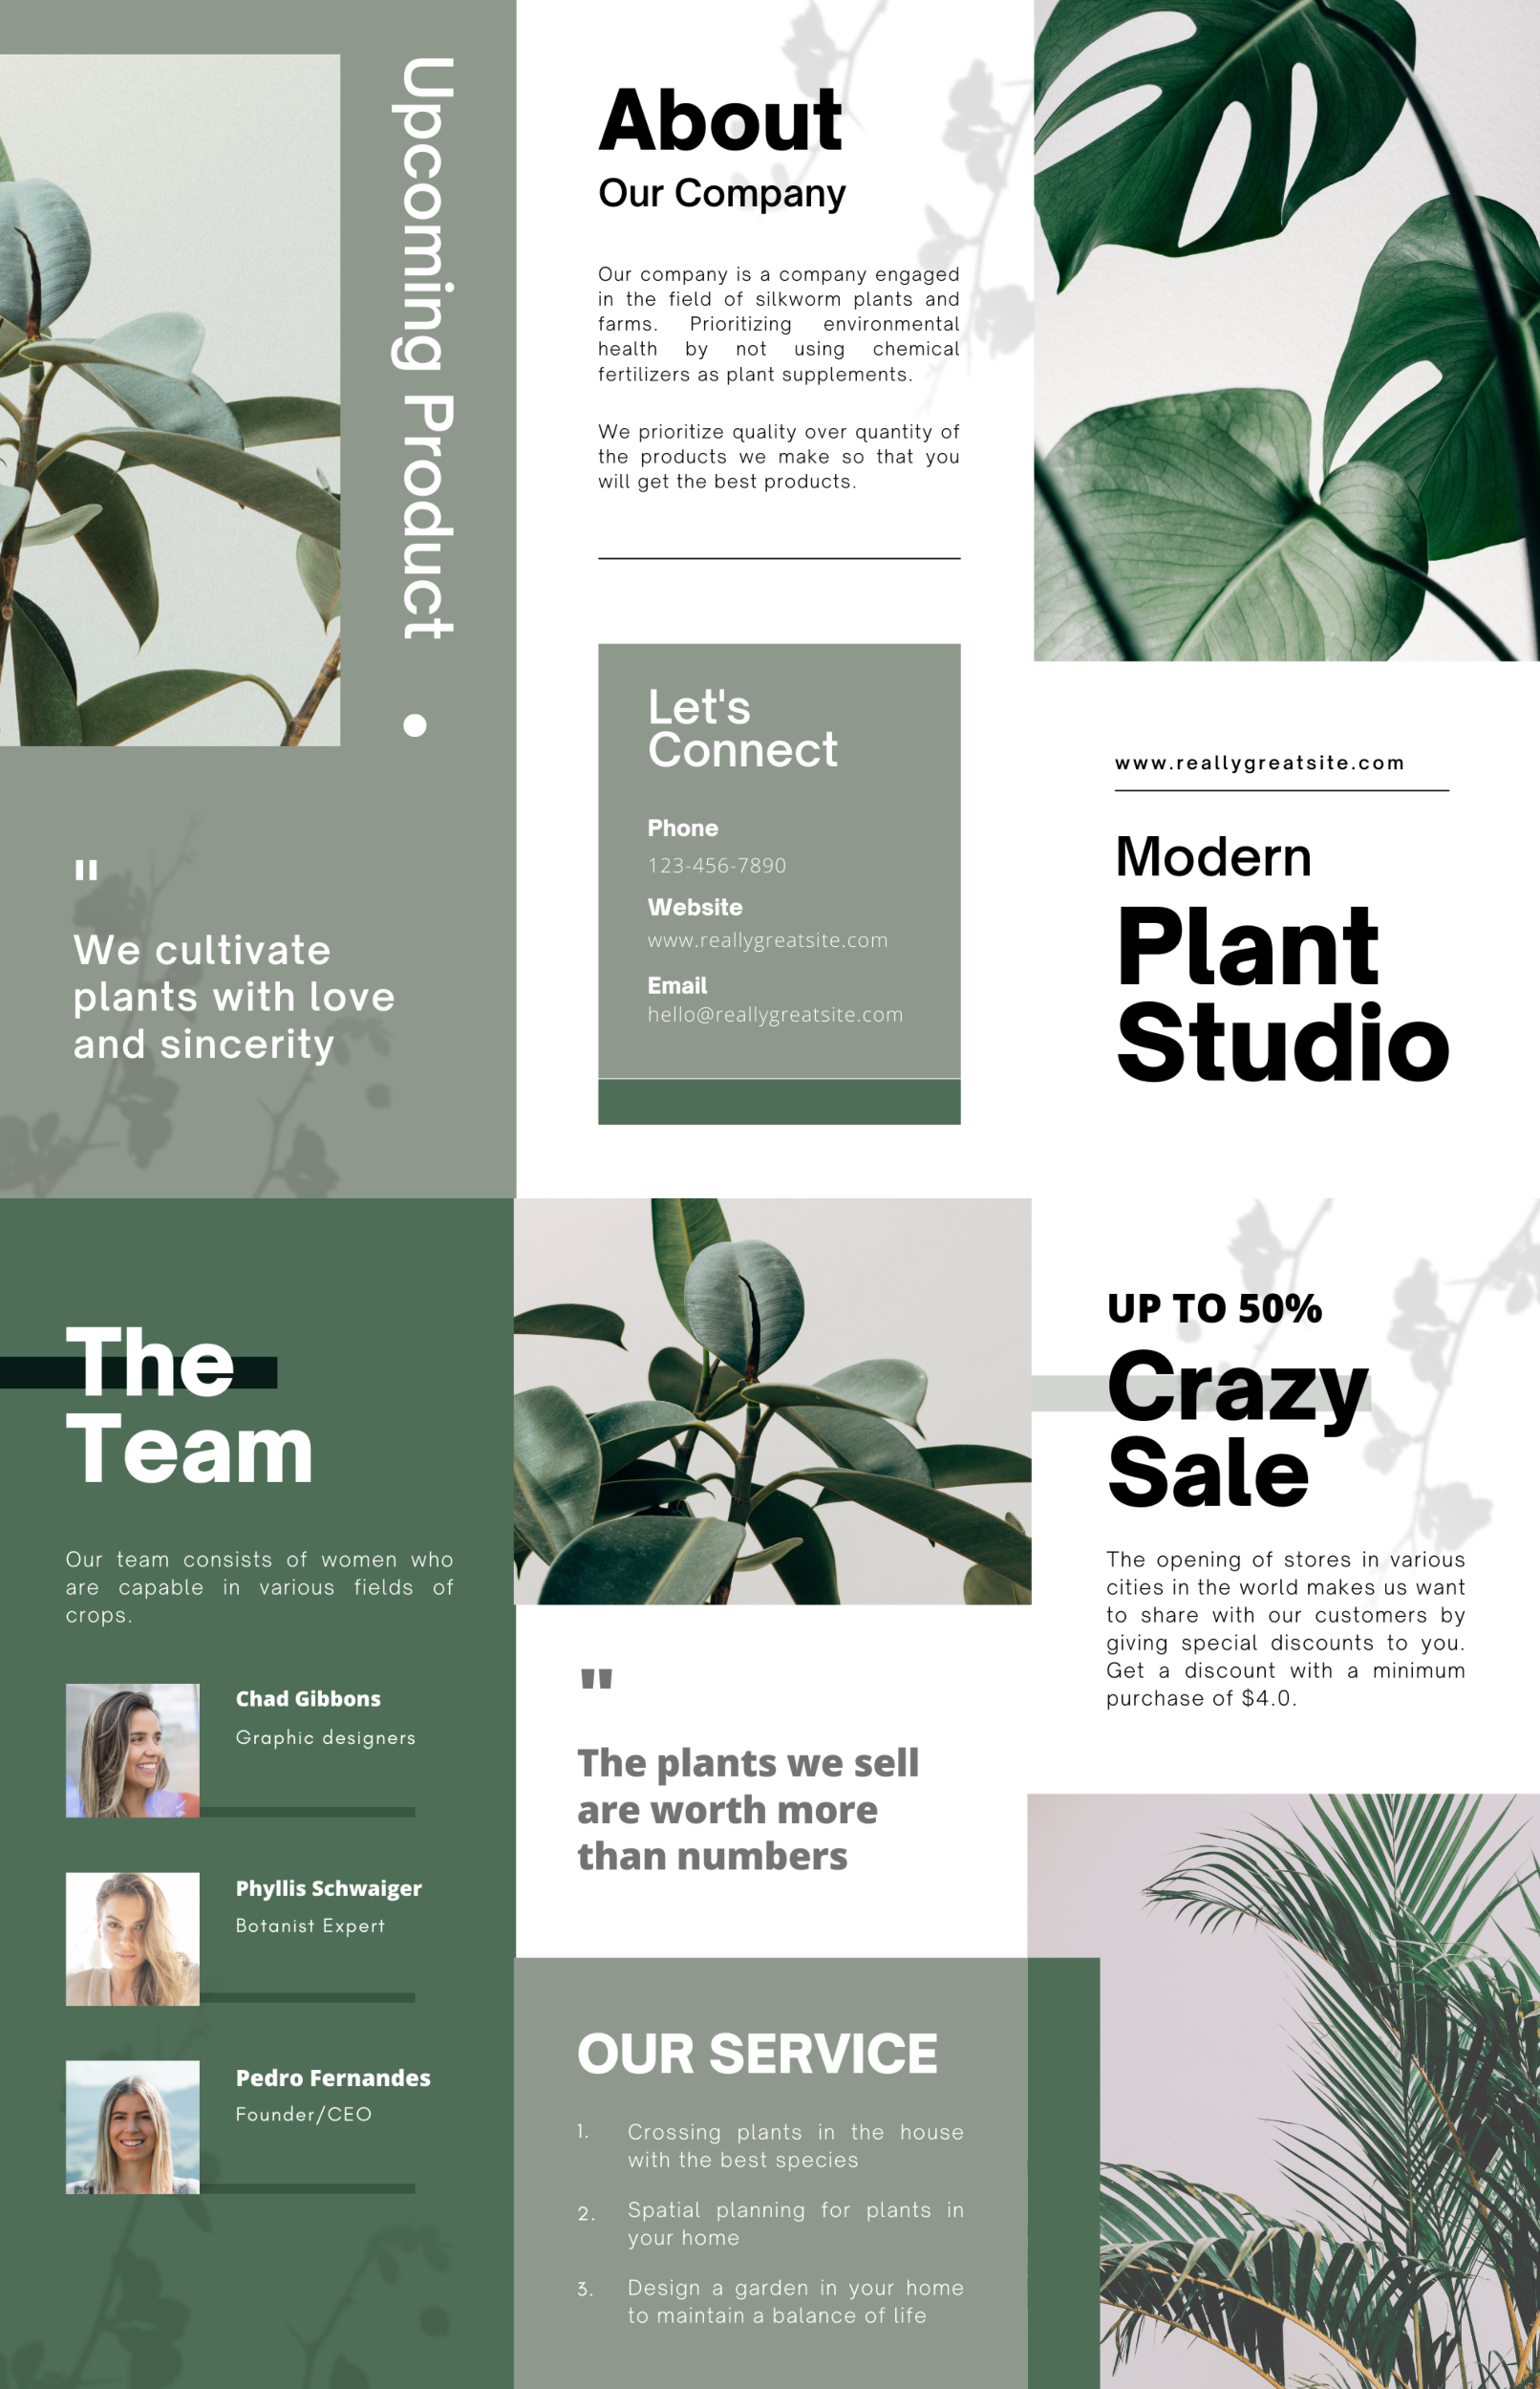 Upcoming Product
"
We cultivate
plants with love
and sincerity
About
Our Company
Our company is a company engaged
in the field of silkworm plants and
farms. Prioritizing environmental
health by not using chemical
fertilizers as plant supplements.
We prioritize quality over quantity of
the products we make so that you
will get the best products.
Let's
Connect
Phone
123-456-7890
Website
www.reallygreatsite.com
Email
hello@reallygreatsite.com
www.reallygreatsite.com
Modern
Plant
Studio
The
Team
Our team consists of women who
are capable in various fields of
crops.
Chad Gibbons
Graphic designers
Phyllis Schwaiger
Botanist Expert
Pedro Fernandes
Founder/CEO
"
The plants we sell
are worth more
than numbers
OUR SERVICE
1. Crossing plants in the house
with the best species
2. Spatial planning for plants in
your home
3. Design a garden in your home
to maintain a balance of life
UP TO 50%
Crazy
Sale
The opening of stores in various
cities in the world makes us want
to share with our customers by
giving special discounts to you.
Get a discount with a minimum
purchase of $4.0.